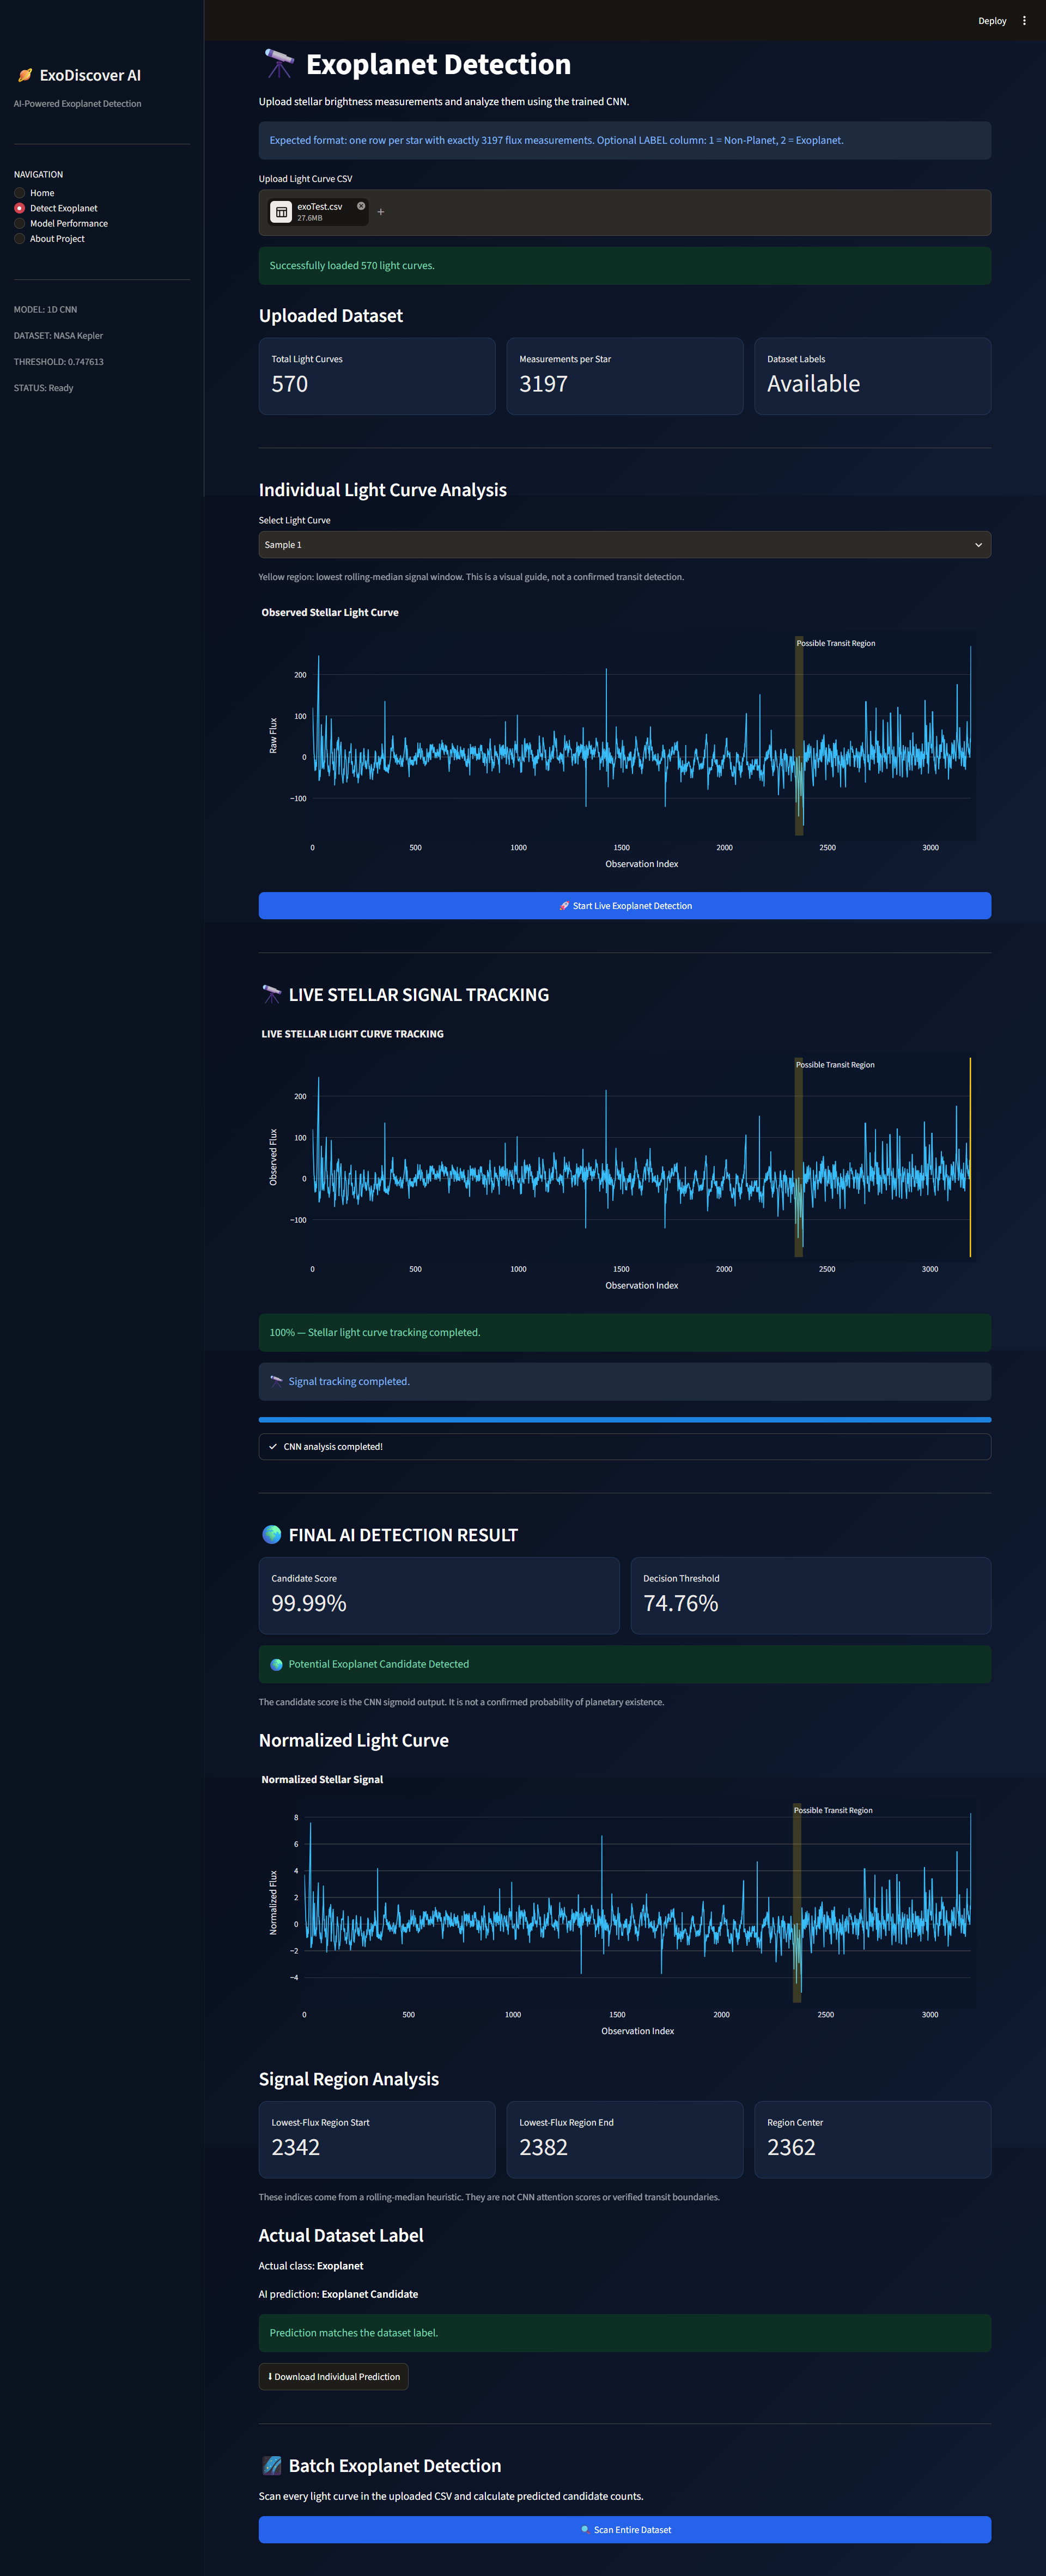 Deploy
ExoDiscover AI
AI-Powered Exoplanet Detection
NAVIGATION
Home
Detect Exoplanet
Model Performance
About Project
MODEL: 1D CNN
DATASET: NASA Kepler
THRESHOLD: 0.747613
STATUS: Ready
Exoplanet Detection
Upload stellar brightness measurements and analyze them using the trained CNN.
Expected format: one row per star with exactly 3197 flux measurements. Optional LABEL column: 1 = Non-Planet, 2 = Exoplanet.
Upload Light Curve CSV
exoTest.csv
27.6MB
Successfully loaded 570 light curves.
Uploaded Dataset
Total Light Curves
570
Measurements per Star
3197
Dataset Labels
Available
Individual Light Curve Analysis
Select Light Curve
Sample 1
Yellow region: lowest rolling-median signal window. This is a visual guide, not a confirmed transit detection.
Observed Stellar Light Curve
Possible Transit Region
200
100
0
−100
Raw Flux
0 500 1000 1500 2000 2500 3000
Observation Index
🚀 Start Live Exoplanet Detection
LIVE STELLAR SIGNAL TRACKING
LIVE STELLAR LIGHT CURVE TRACKING
Possible Transit Region
200
100
0
−100
Observed Flux
0 500 1000 1500 2000 2500 3000
Observation Index
100% — Stellar light curve tracking completed.
Signal tracking completed.
CNN analysis completed!
FINAL AI DETECTION RESULT
Candidate Score
99.99%
Decision Threshold
74.76%
Potential Exoplanet Candidate Detected
The candidate score is the CNN sigmoid output. It is not a confirmed probability of planetary existence.
Normalized Light Curve
Normalized Stellar Signal
Possible Transit Region
8
6
4
2
0
−2
−4
Normalized Flux
0 500 1000 1500 2000 2500 3000
Observation Index
Signal Region Analysis
Lowest-Flux Region Start
2342
Lowest-Flux Region End
2382
Region Center
2362
These indices come from a rolling-median heuristic. They are not CNN attention scores or verified transit boundaries.
Actual Dataset Label
Actual class: Exoplanet
AI prediction: Exoplanet Candidate
Prediction matches the dataset label.
⬇ Download Individual Prediction
Batch Exoplanet Detection
Scan every light curve in the uploaded CSV and calculate predicted candidate counts.
Scan Entire Dataset